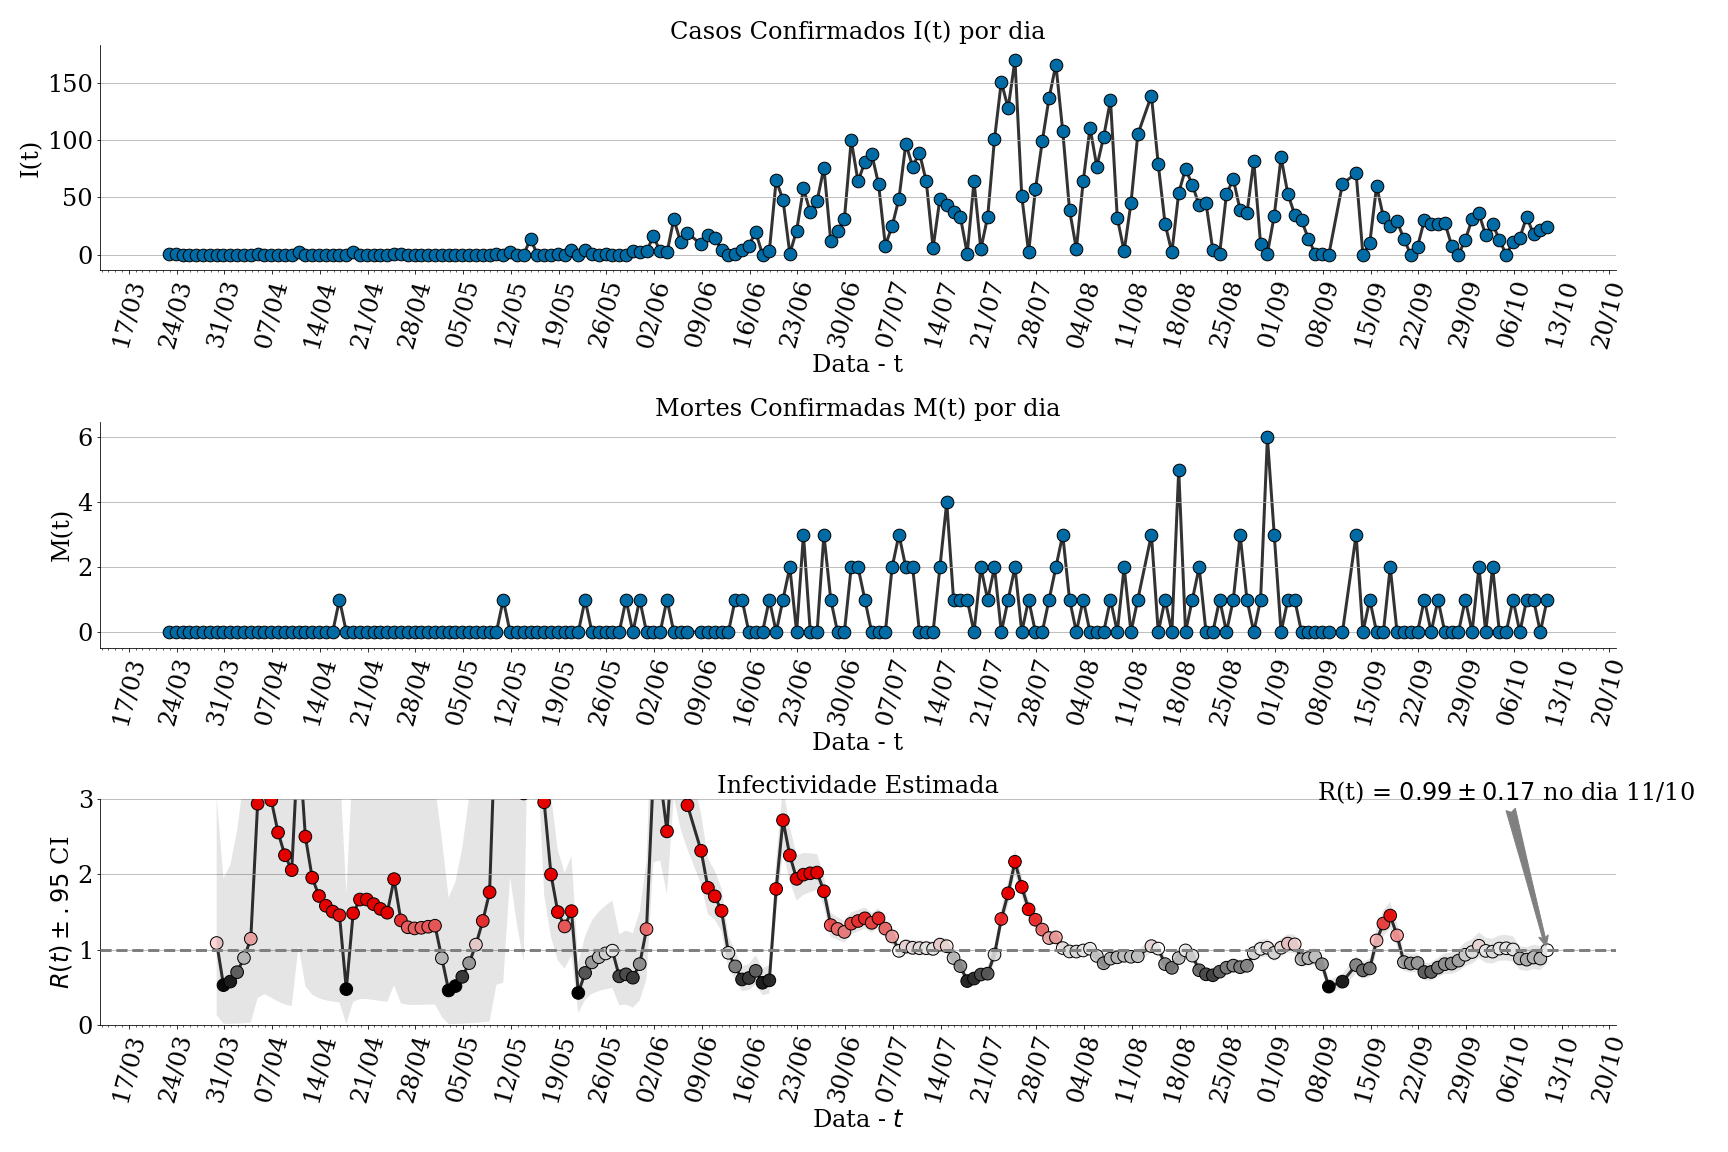 Casos Confirmados I(t) por dia
I(t)
150
100
50
0
17/03 24/03 31/03 07/04 14/04 21/04 28/04 05/05 12/05 19/05 26/05 02/06 09/06 16/06 23/06 30/06 07/07 14/07 21/07 28/07 04/08 11/08 18/08 25/08 01/09 08/09 15/09 22/09 29/09 06/10 13/10 20/10
Data - t
Mortes Confirmadas M(t) por dia
M(t)
6
4
2
0
17/03 24/03 31/03 07/04 14/04 21/04 28/04 05/05 12/05 19/05 26/05 02/06 09/06 16/06 23/06 30/06 07/07 14/07 21/07 28/07 04/08 11/08 18/08 25/08 01/09 08/09 15/09 22/09 29/09 06/10 13/10 20/10
Data - t
Infectividade Estimada
R(t) = 0.99 ± 0.17 no dia 11/10
R(t) ± .95 CI
3
2
1
0
17/03 24/03 31/03 07/04 14/04 21/04 28/04 05/05 12/05 19/05 26/05 02/06 09/06 16/06 23/06 30/06 07/07 14/07 21/07 28/07 04/08 11/08 18/08 25/08 01/09 08/09 15/09 22/09 29/09 06/10 13/10 20/10
Data - t